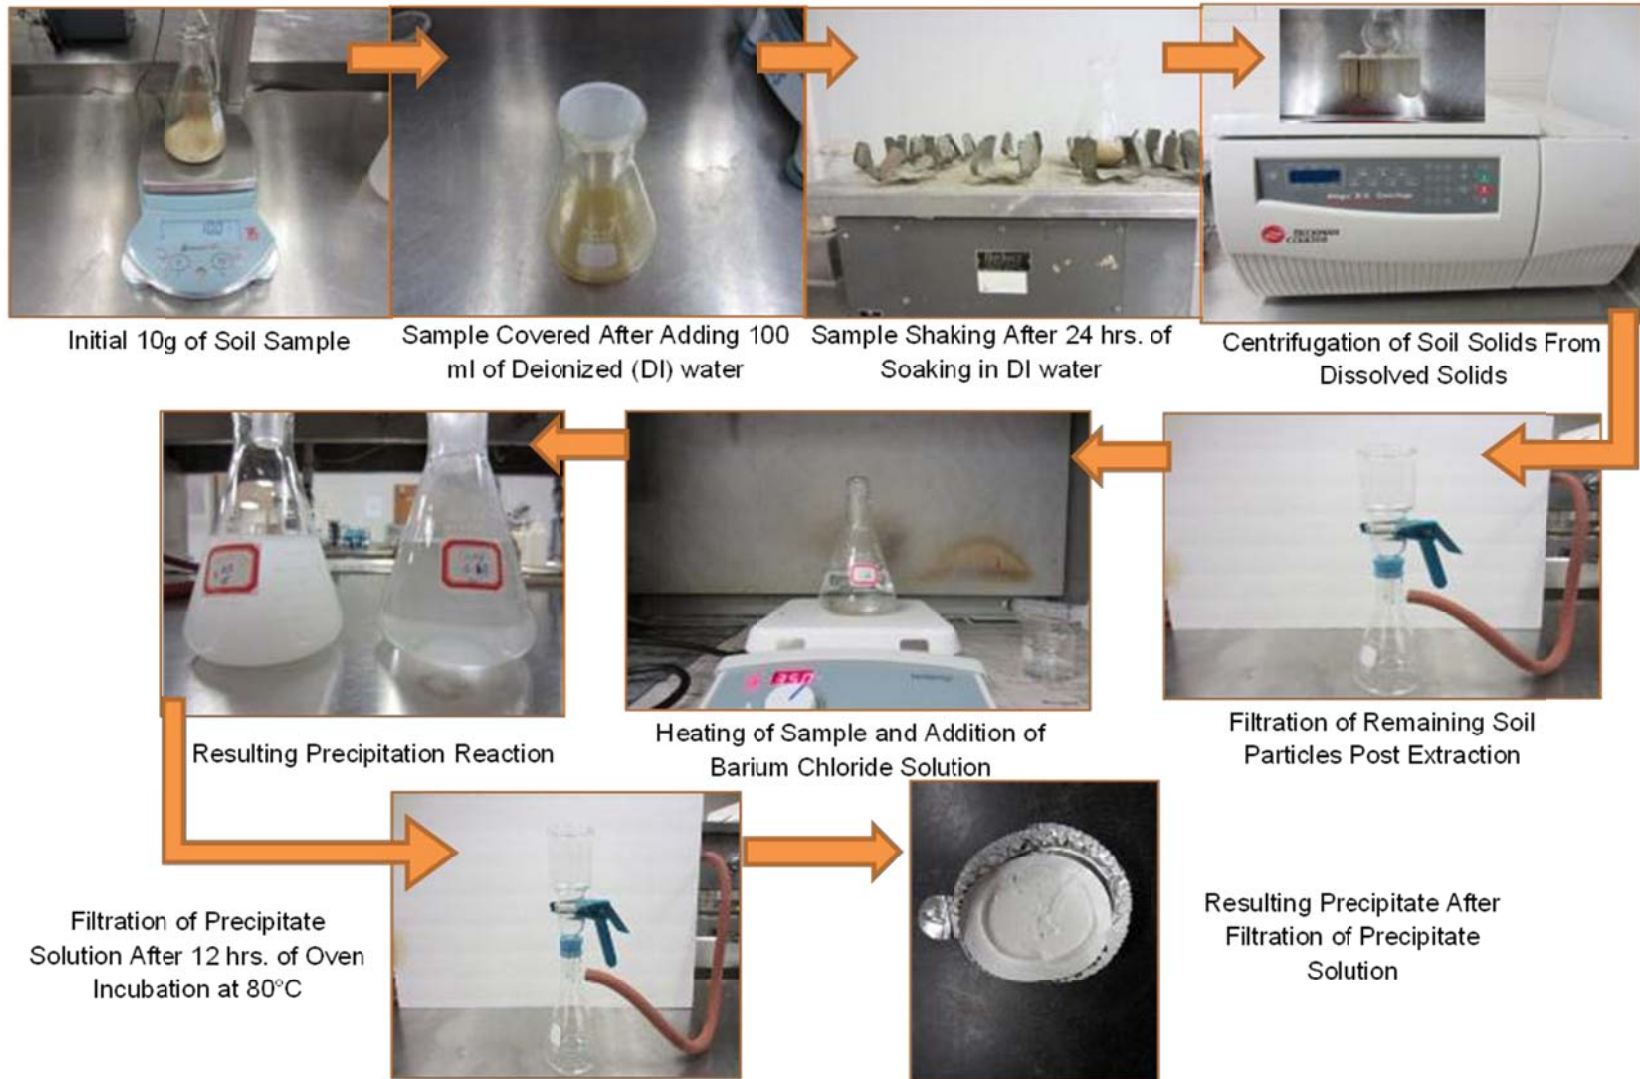 Initial 10g of Soil Sample
Sample Covered After Adding 100
ml of Deionized (DI) water
Sample Shaking After 24 hrs. of
Soaking in DI water
BECKMAN
COULTER
Centrifugation of Soil Solids From
Dissolved Solids
Resulting Precipitation Reaction
Heating of Sample and Addition of
Barium Chloride Solution
Filtration of Remaining Soil
Particles Post Extraction
Filtration of Precipitate
Solution After 12 hrs. of Oven
Incubation at 80°C
Resulting Precipitate After
Filtration of Precipitate
Solution